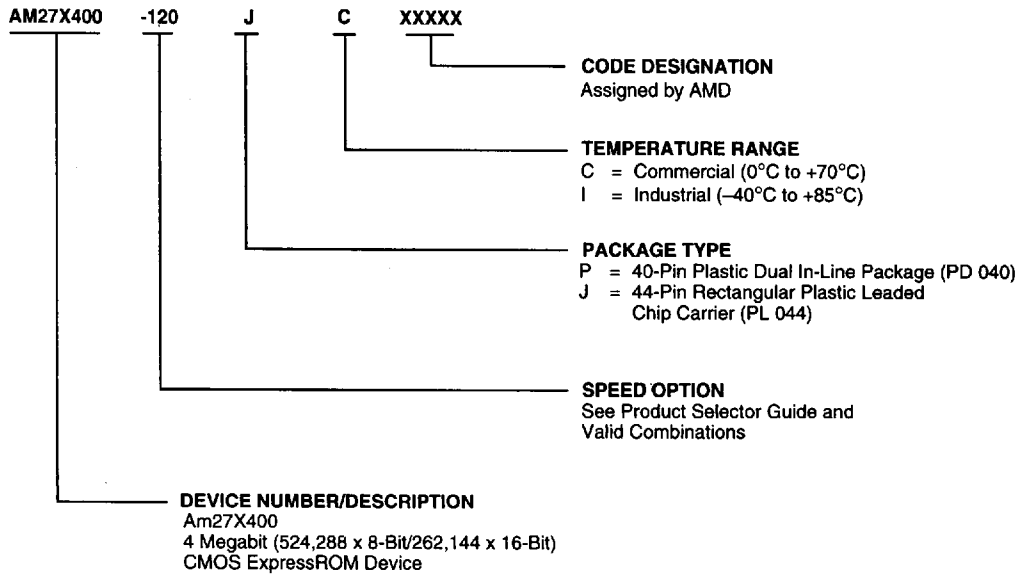 AM27X400 -120 J C XXXXX
CODE DESIGNATION
Assigned by AMD
TEMPERATURE RANGE
C = Commercial (0°C to +70°C)
I = Industrial (–40°C to +85°C)
PACKAGE TYPE
P = 40-Pin Plastic Dual In-Line Package (PD 040)
J = 44-Pin Rectangular Plastic Leaded
Chip Carrier (PL 044)
SPEED OPTION
See Product Selector Guide and
Valid Combinations
DEVICE NUMBER/DESCRIPTION
Am27X400
4 Megabit (524,288 x 8-Bit/262,144 x 16-Bit)
CMOS ExpressROM Device